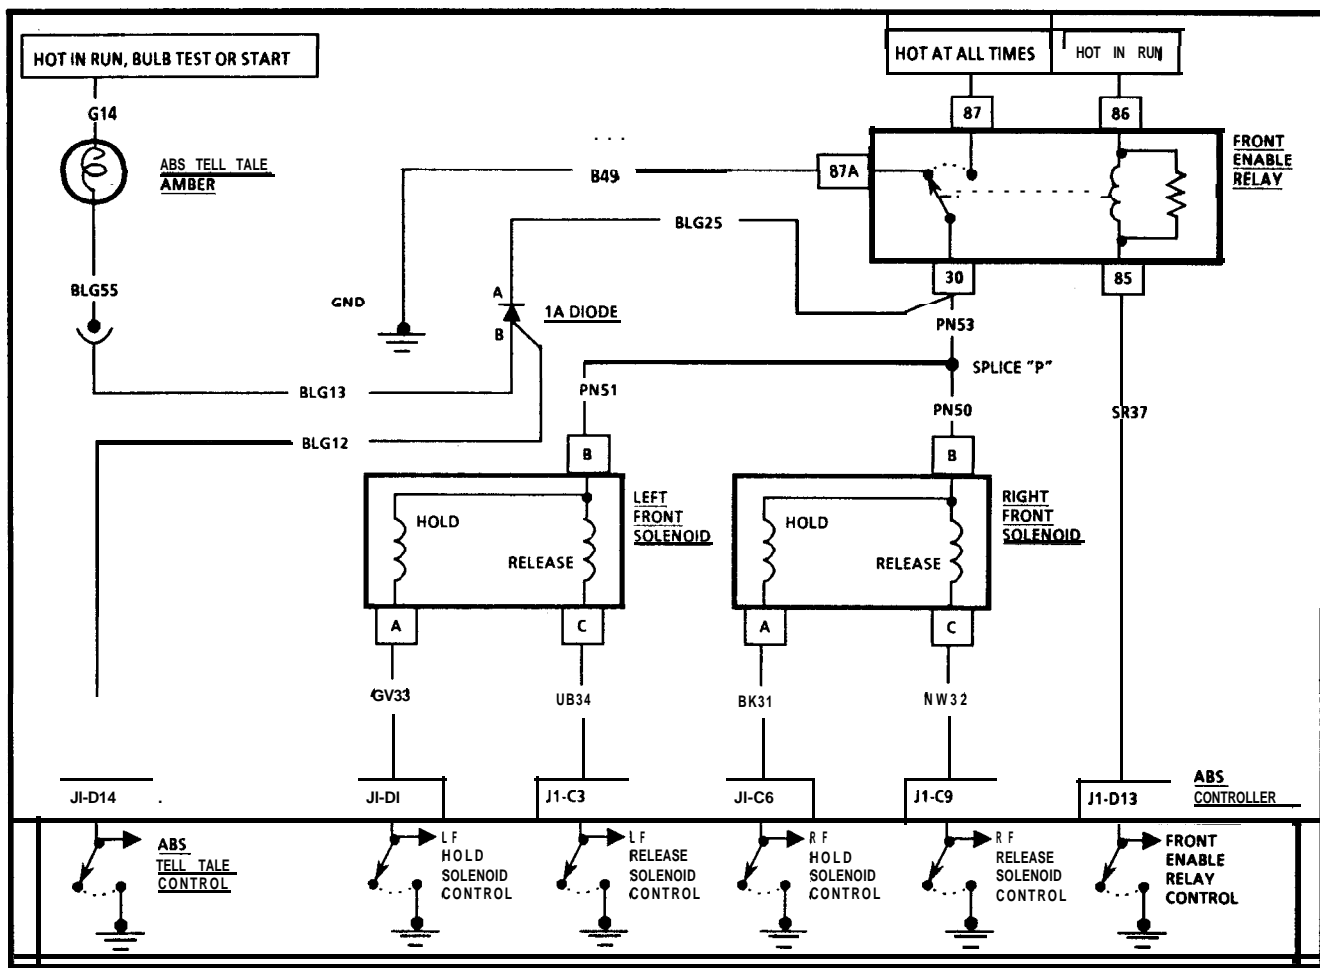 HOT IN RUN, BULB TEST OR START
HOT AT ALL TIMES
HOT IN RUN
G14
87
86
ABS TELL TALE
AMBER
B49
87A
FRONT
ENABLE
RELAY
BLG25
BLG55
30
85
GND
A
B
1A DIODE
PN53
SPLICE "P"
BLG13
PN51
PN50
SR37
BLG12
B
B
HOLD
RELEASE
LEFT
FRONT
SOLENOID
HOLD
RELEASE
RIGHT
FRONT
SOLENOID
A
C
A
C
GV33
UB34
BK31
NW32
JI-D14
JI-DI
J1-C3
JI-C6
J1-C9
J1-D13
ABS
CONTROLLER
ABS
TELL TALE
CONTROL
LF
HOLD
SOLENOID
CONTROL
LF
RELEASE
SOLENOID
CONTROL
RF
HOLD
SOLENOID
CONTROL
RF
RELEASE
SOLENOID
CONTROL
FRONT
ENABLE
RELAY
CONTROL